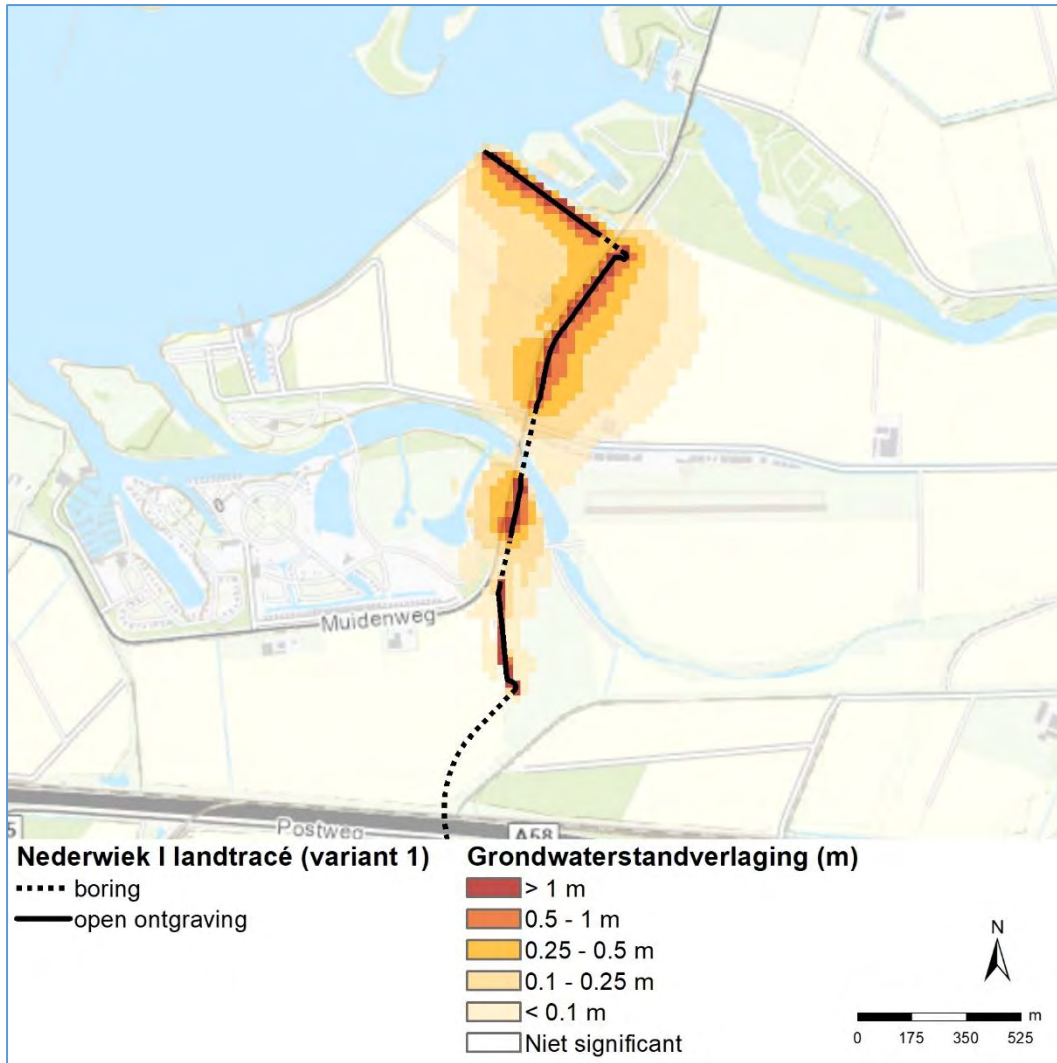 Muidenweg
Postweg
A58
Nederwiek I landtracé (variant 1)
boring
open ontgraving
Grondwaterstandverlaging (m)
> 1 m
0.5 - 1 m
0.25 - 0.5 m
0.1 - 0.25 m
< 0.1 m
Niet significant
N
m
0 175 350 525